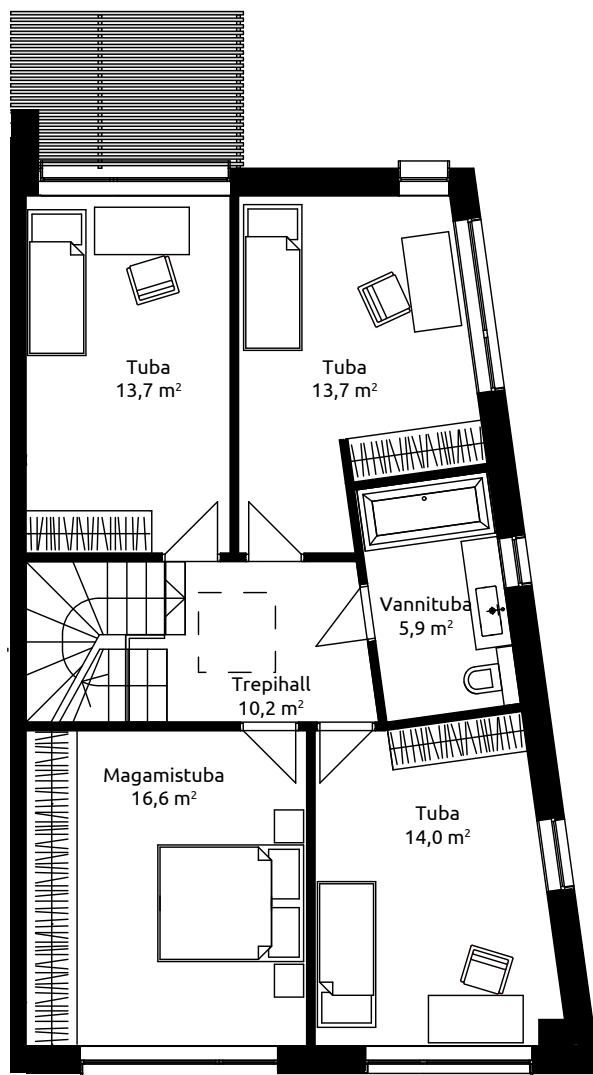 Tuba
13,7 m²
Tuba
13,7 m²
Vannituba
5,9 m²
Trepihall
10,2 m²
Magamistuba
16,6 m²
Tuba
14,0 m²